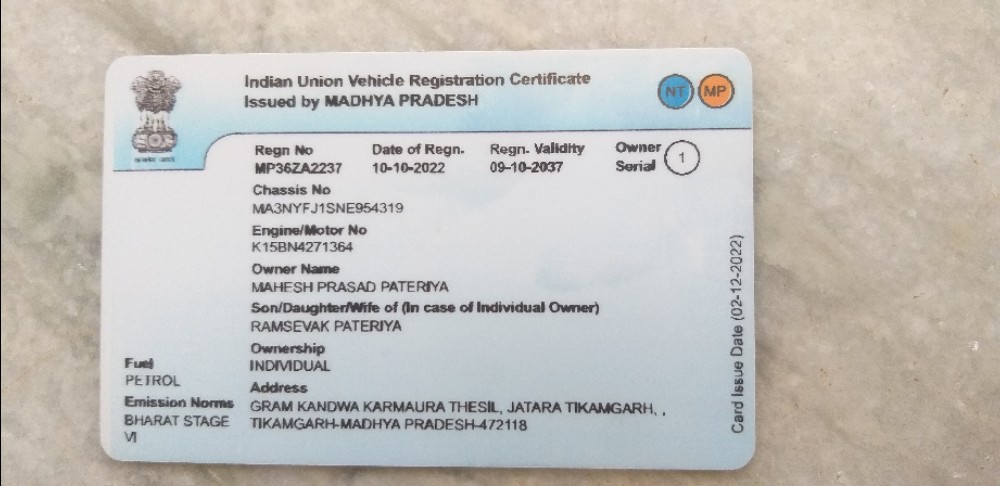 Indian Union Vehicle Registration Certificate
Issued by MADHYA PRADESH
NT MP
Regn No Date of Regn. Regn. Validity Owner Serial 1
MP36ZA2237 10-10-2022 09-10-2037
Chassis No
MA3NYFJ1SNE954319
Engine/Motor No
K15BN4271364
Owner Name
MAHESH PRASAD PATERIYA
Son/Daughter/Wife of (In case of Individual Owner)
RAMSEVAK PATERIYA
Ownership
INDIVIDUAL
Fuel
PETROL
Emission Norms
BHARAT STAGE
VI
Address
GRAM KANDWA KARMAURA THESIL, JATARA TIKAMGARH, ,
TIKAMGARH-MADHYA PRADESH-472118
Card Issue Date (02-12-2022)